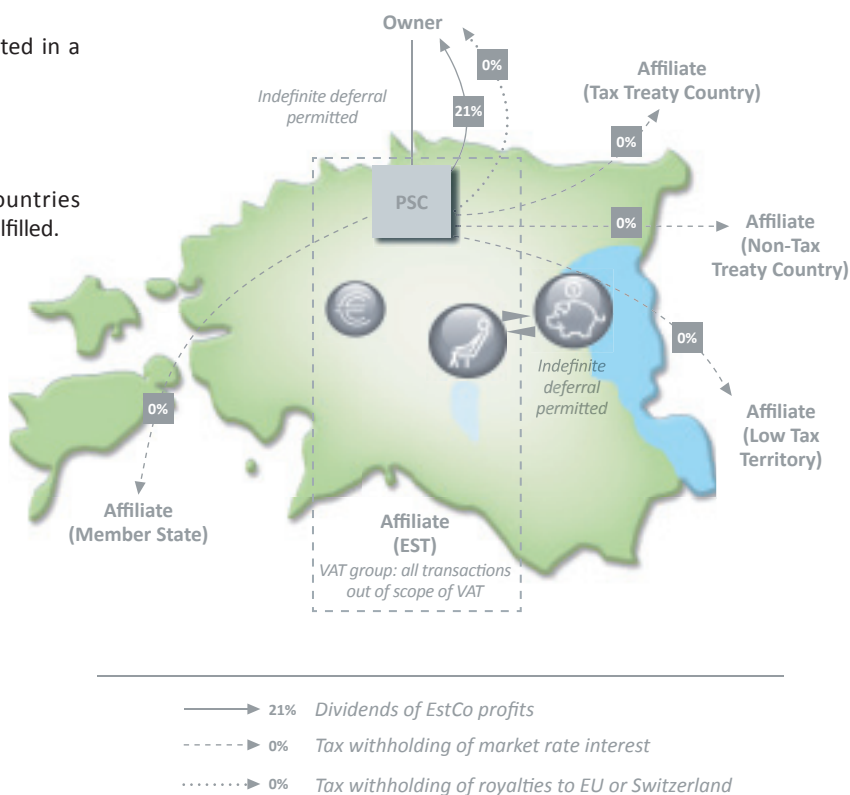 ted in a
ountries
lfilled.
Owner
0%
21%
Indefinite deferral
permitted
Affiliate
(Tax Treaty Country)
0%
PSC
0%
Affiliate
(Non-Tax
Treaty Country)
€
0%
Indefinite
deferral
permitted
0%
Affiliate
(Low Tax
Territory)
Affiliate
(Member State)
Affiliate
(EST)
VAT group: all transactions
out of scope of VAT
21% Dividends of EstCo profits
0% Tax withholding of market rate interest
0% Tax withholding of royalties to EU or Switzerland